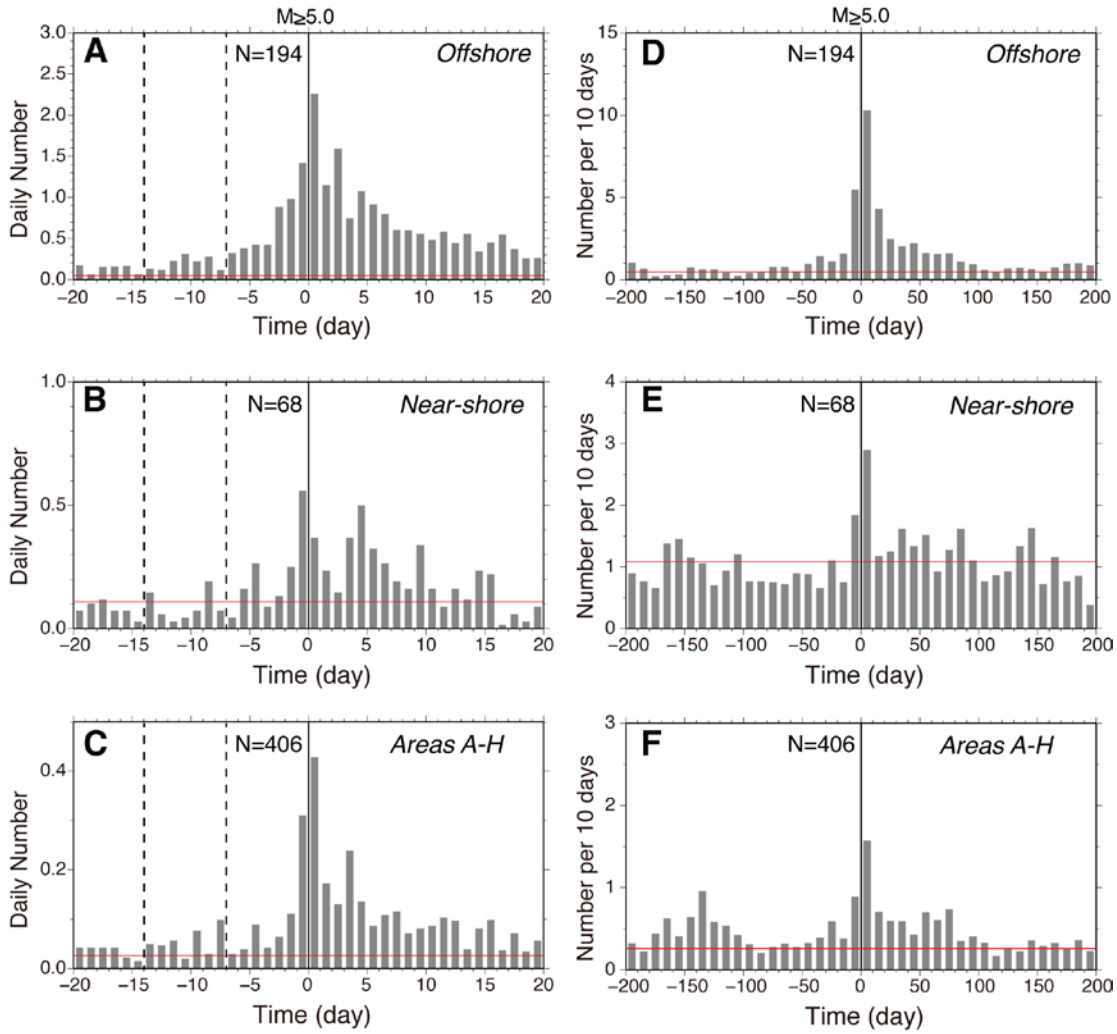 M≥5.0
A
N=194
Offshore
Daily Number
3.0
2.5
2.0
1.5
1.0
0.5
0.0
−20 −15 −10 −5 0 5 10 15 20
Time (day)
M≥5.0
D
N=194
Offshore
Number per 10 days
15
10
5
0
−200 −150 −100 −50 0 50 100 150 200
Time (day)
B
N=68
Near-shore
Daily Number
1.0
0.5
0.0
−20 −15 −10 −5 0 5 10 15 20
Time (day)
E
N=68
Near-shore
Number per 10 days
4
3
2
1
0
−200 −150 −100 −50 0 50 100 150 200
Time (day)
C
N=406
Areas A-H
Daily Number
0.4
0.2
0.0
−20 −15 −10 −5 0 5 10 15 20
Time (day)
F
N=406
Areas A-H
Number per 10 days
3
2
1
0
−200 −150 −100 −50 0 50 100 150 200
Time (day)